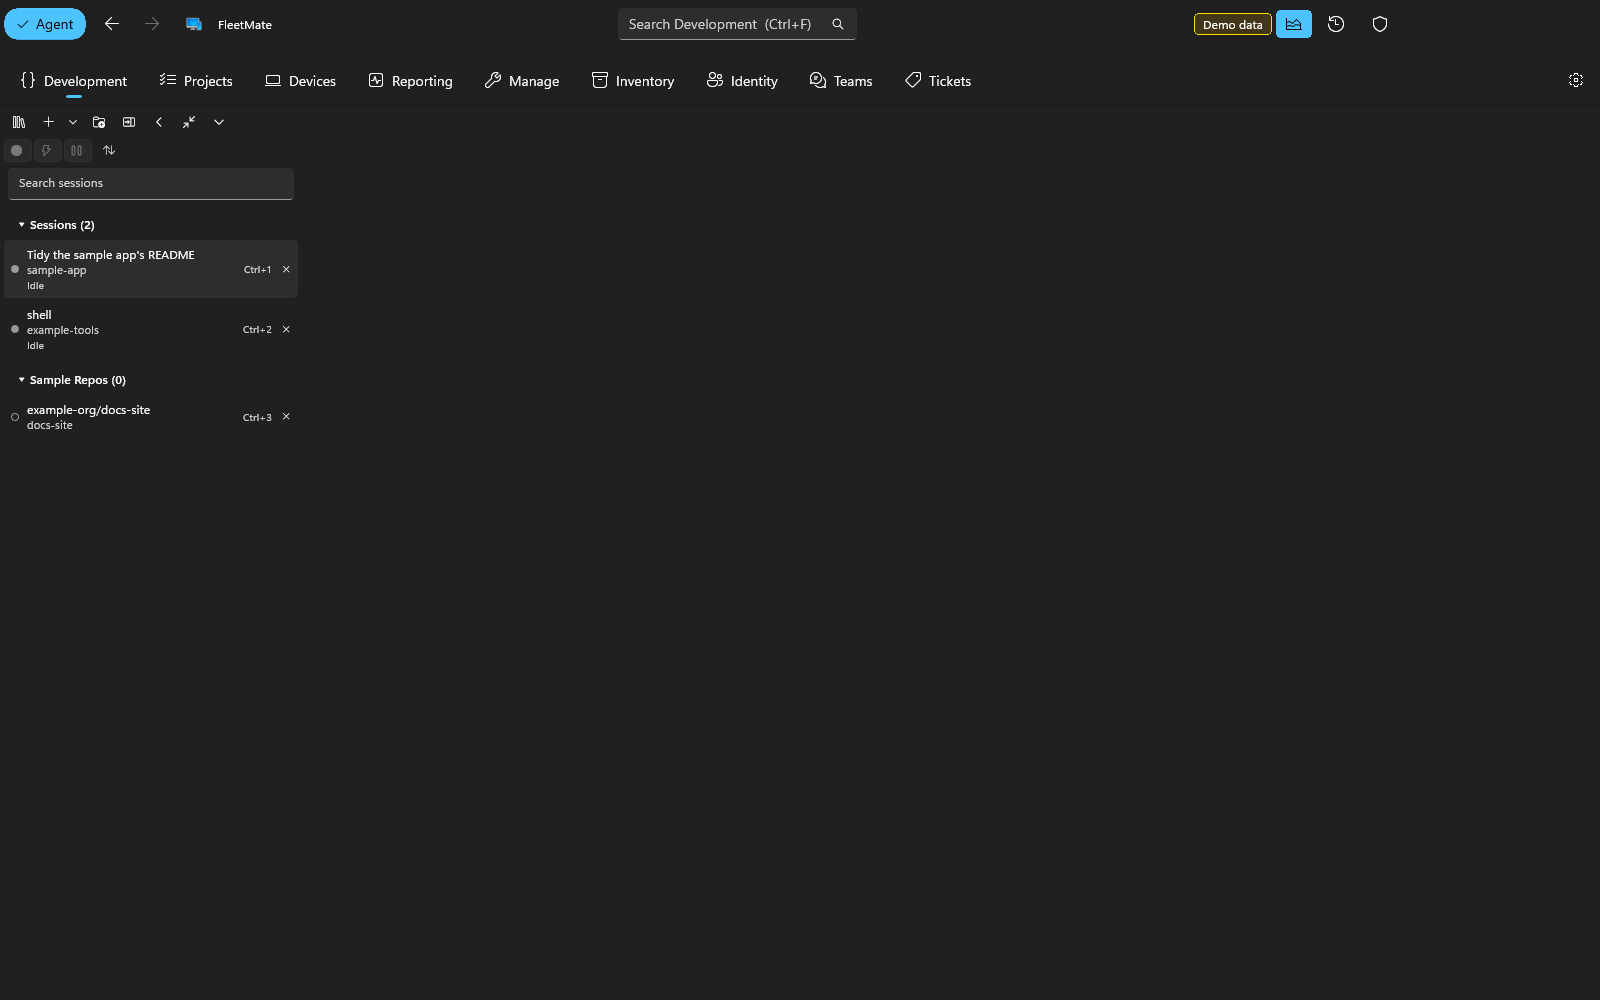 Agent
FleetMate
Search Development (Ctrl+F)
Demo data
Development
Projects
Devices
Reporting
Manage
Inventory
Identity
Teams
Tickets
Search sessions
Sessions (2)
Tidy the sample app's README
sample-app
Ctrl+1
Idle
shell
example-tools
Ctrl+2
Idle
Sample Repos (0)
example-org/docs-site
docs-site
Ctrl+3